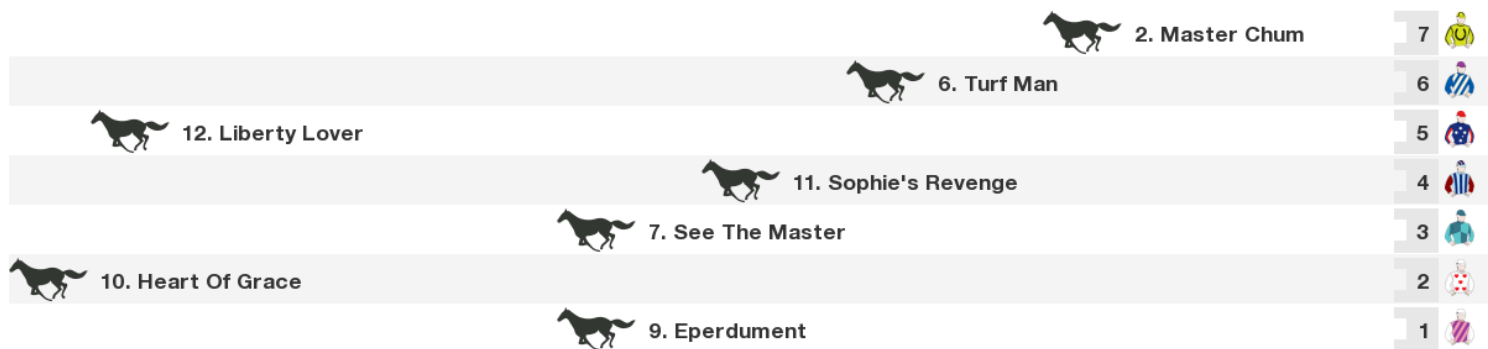 2. Master Chum 7
6. Turf Man 6
12. Liberty Lover 5
11. Sophie's Revenge 4
7. See The Master 3
10. Heart Of Grace 2
9. Eperdument 1